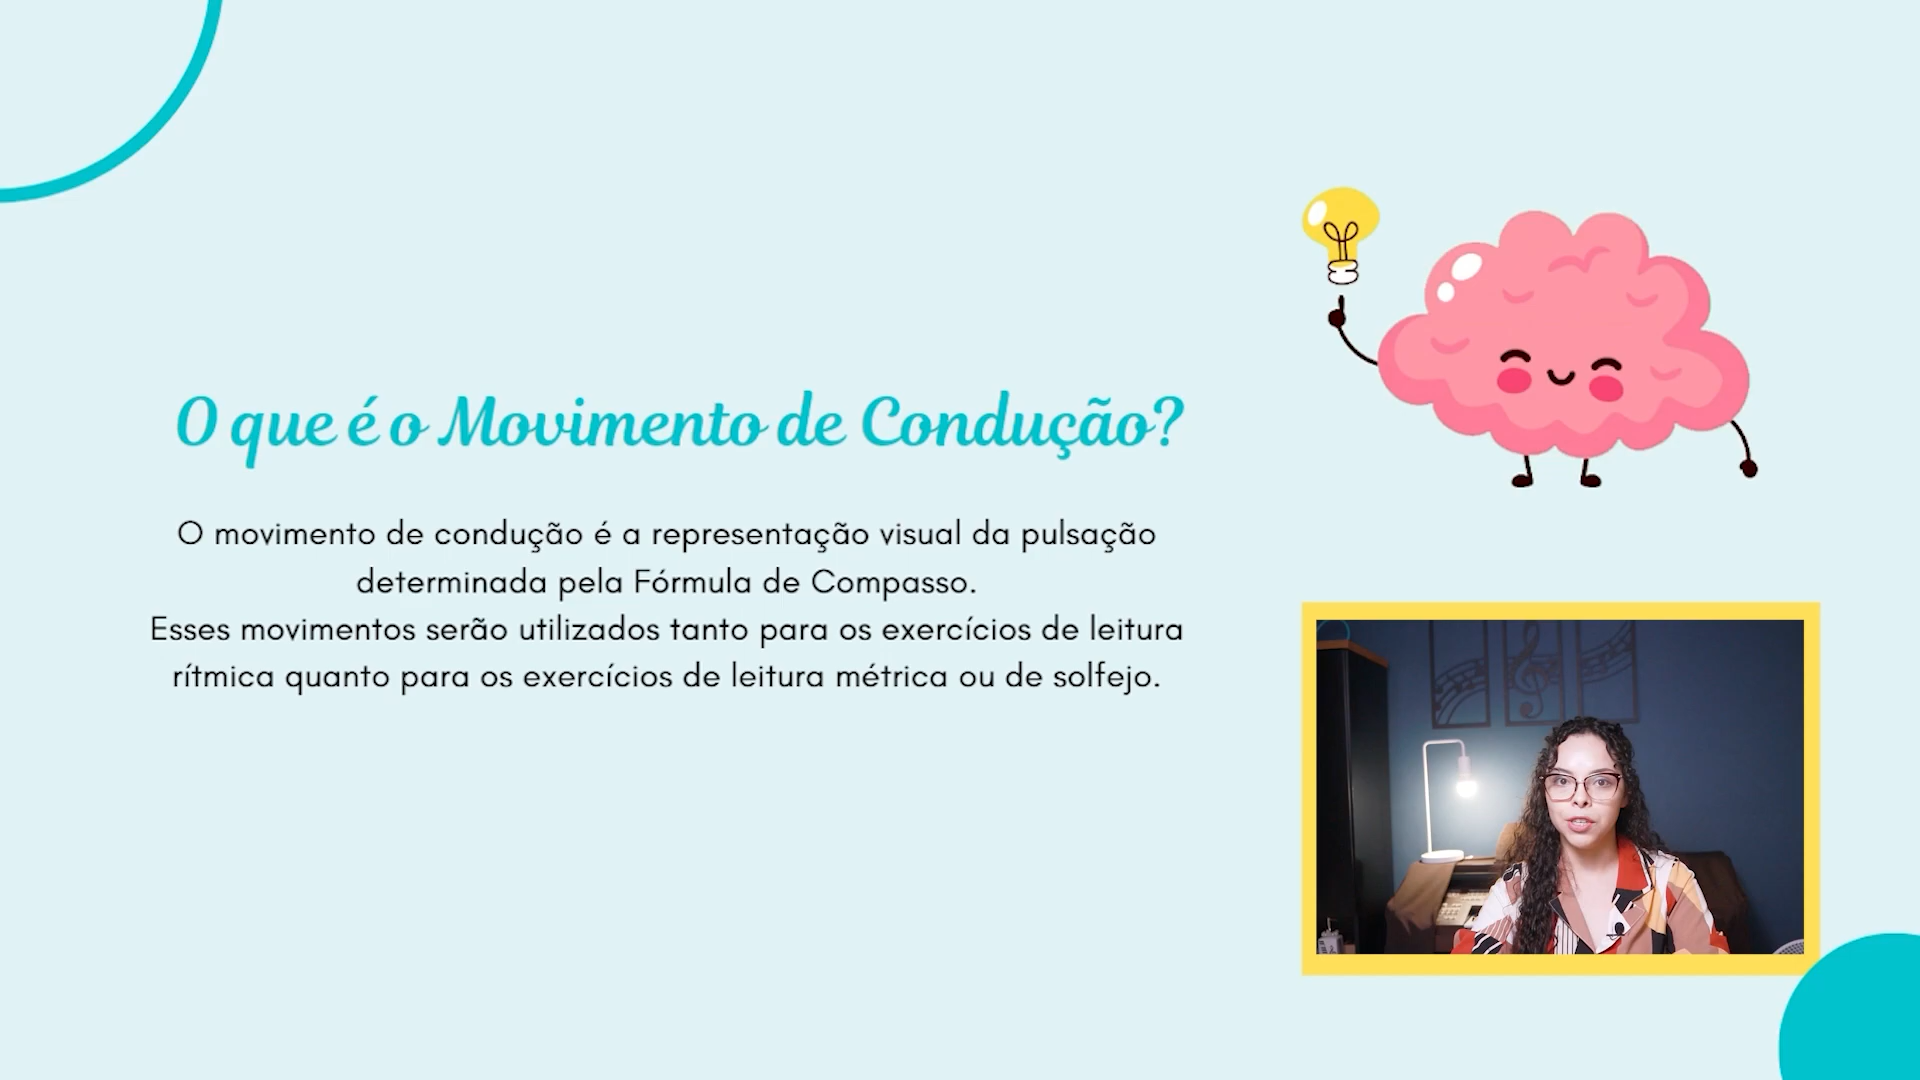 O que é o Movimento de Condução?
O movimento de condução é a representação visual da pulsação
determinada pela Fórmula de Compasso.
Esses movimentos serão utilizados tanto para os exercícios de leitura
rítmica quanto para os exercícios de leitura métrica ou de solfejo.